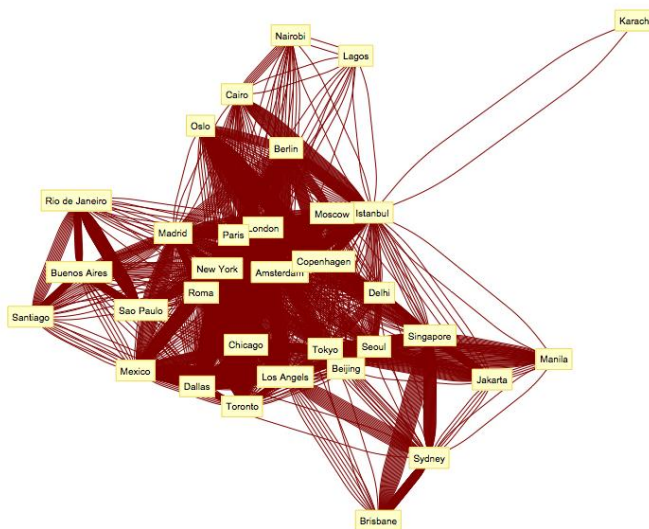 Karach
Nairobi
Lagos
Cairo
Oslo
Berlin
Rio de Janeiro
Moscow
Istanbul
Madrid
Paris
London
New York
Amsterdam
Copenhagen
Buenos Aires
Roma
Delhi
Santiago
Sao Paulo
Singapore
Chicago
Tokyo
Seoul
Manila
Mexico
Beijing
Dallas
Los Angels
Jakarta
Toronto
Sydney
Brisbane